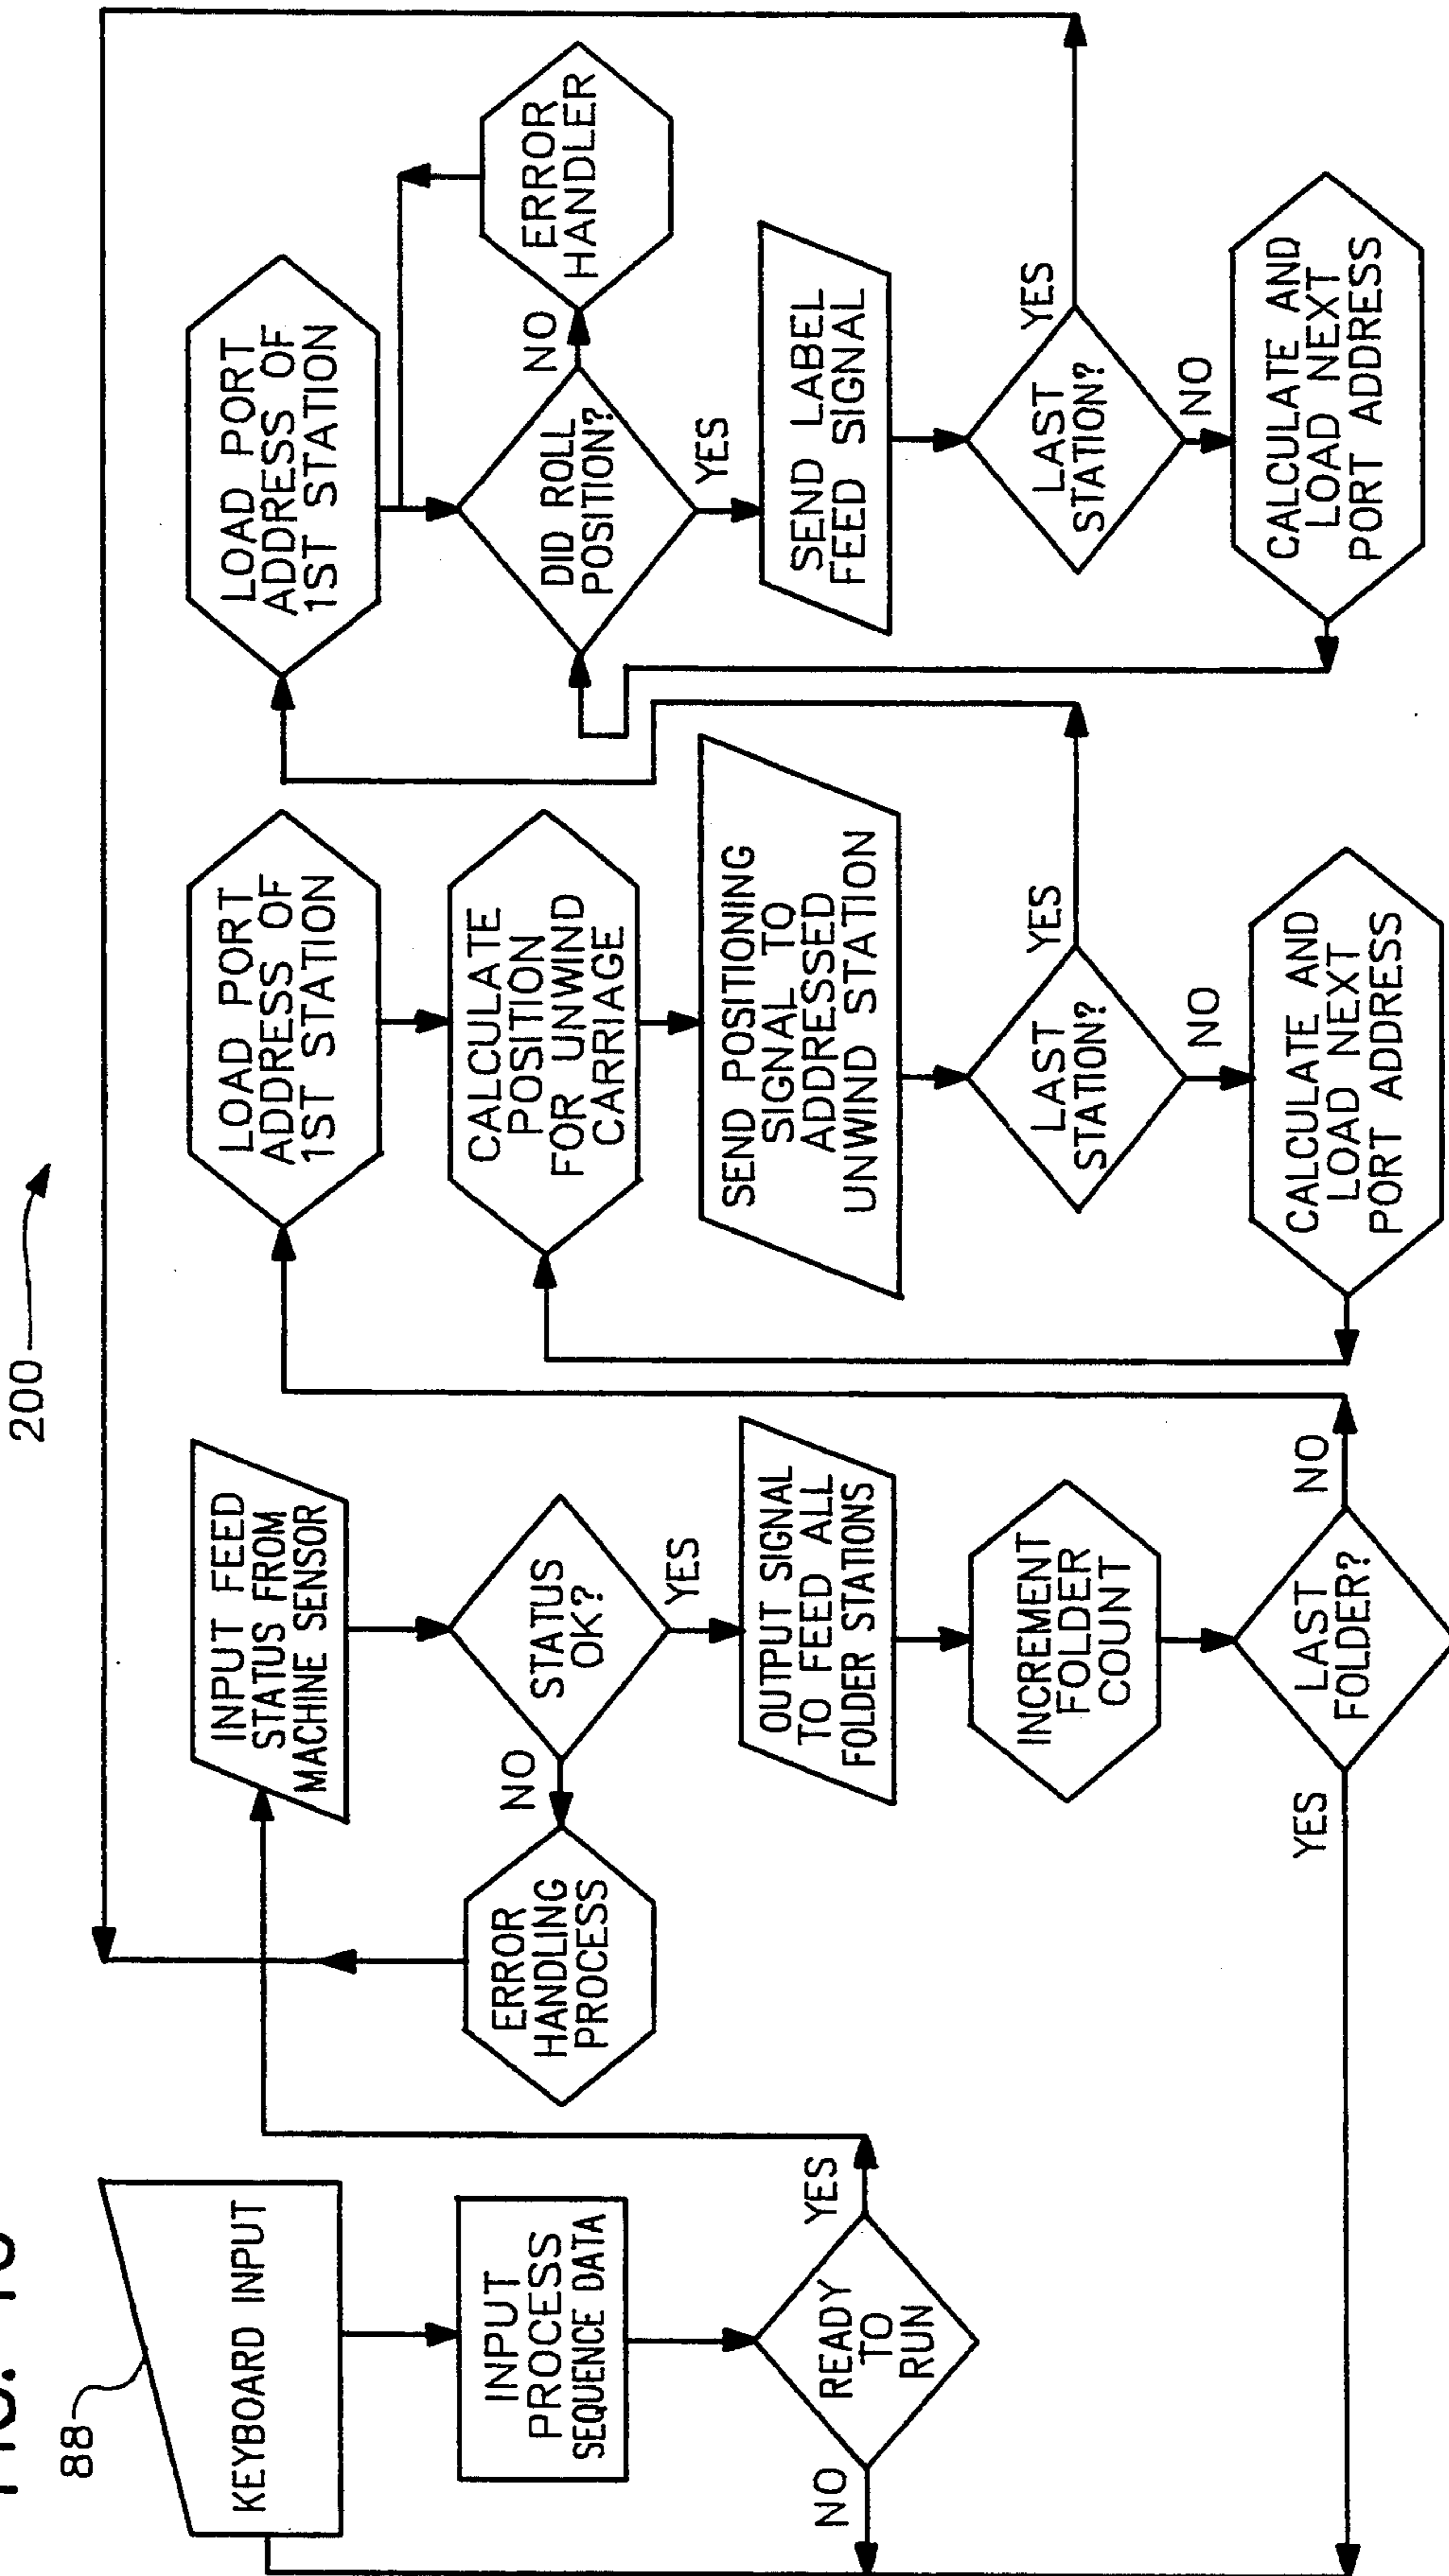 FIG.
200
88
KEYBOARD INPUT
INPUT
PROCESS
SEQUENCE DATA
READY
TO
RUN
NO
YES
INPUT FEED
STATUS FROM
MACHINE SENSOR
STATUS
OK?
NO
YES
ERROR
HANDLING
PROCESS
OUTPUT SIGNAL
TO FEED ALL
FOLDER STATIONS
INCREMENT
FOLDER
COUNT
LAST
FOLDER?
YES
NO
LOAD PORT
ADDRESS OF
1ST STATION
CALCULATE
POSITION
FOR UNWIND
CARRIAGE
SEND POSITIONING
SIGNAL TO
ADDRESSED
UNWIND STATION
LAST
STATION?
YES
NO
CALCULATE AND
LOAD NEXT
PORT ADDRESS
LOAD PORT
ADDRESS OF
1ST STATION
DID ROLL
POSITION?
NO
YES
ERROR
HANDLER
SEND LABEL
FEED SIGNAL
LAST
STATION?
YES
NO
CALCULATE AND
LOAD NEXT
PORT ADDRESS